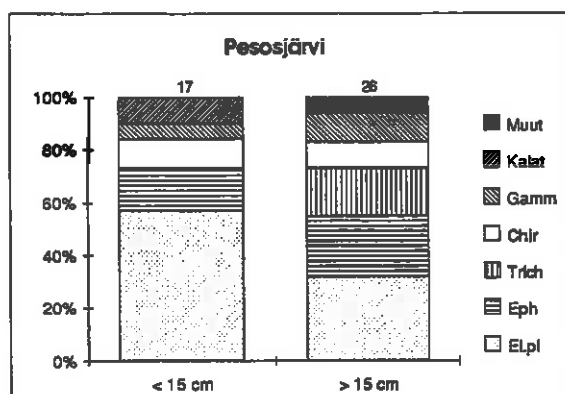 Pesosjärvi
17 26
100%
80%
60%
40%
20%
0%
< 15 cm > 15 cm
Muut
Kalat
Gamm
Chir
Trich
Eph
El.pl